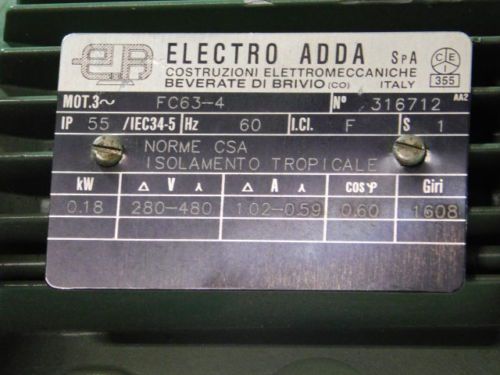 ELECTRO ADDA SpA
COSTRUZIONI ELETTROMECCANICHE
BEVERATE DI BRIVIO (CO) ITALY
CEI
355
MOT.3~ FC63-4 Nº 316712 AA2
IP 55 /IEC34-5 Hz 60 I.Cl. F S 1
NORME CSA
ISOLAMENTO TROPICALE
kW Δ V ⅄ Δ A ⅄ cosφ Giri
0.18 280-480 1.02-0.59 0.60 1608